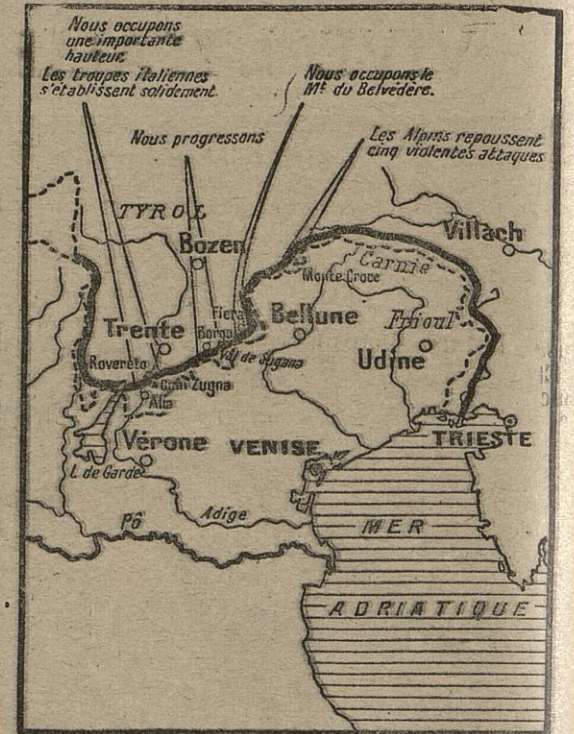 Nous occupons
une importante
hauteur.
Les troupes italiennes
s'établissent solidement.
Nous occupons le
Mt du Belvédère.
Nous progressons
Les Alpins repoussent
cinq violentes attaques
TYROL
Villach
Bozen
Carnie
Monte Croce
Fiera
Bellune
Frioul
Trente
Borgo
Val de Sugana
Udine
Rovereto
Coni Zugna
Ala
Vérone
VENISE
TRIESTE
L. de Garde
Adige
Pô
MER
ADRIATIQUE